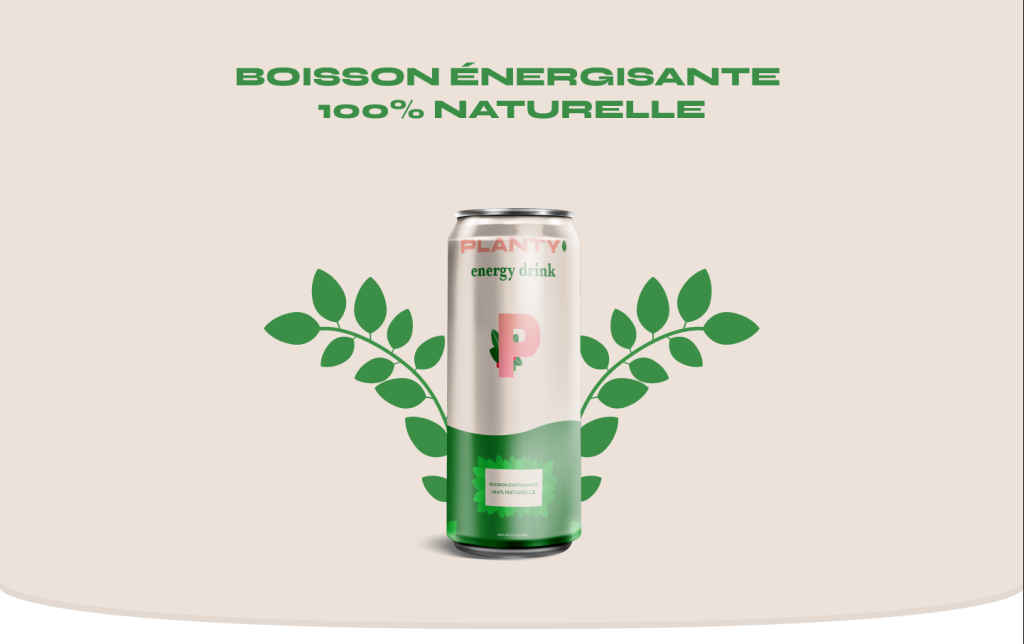 BOISSON ÉNERGISANTE
100% NATURELLE
PLANTY
energy drink
P
BOISSON ÉNERGISANTE
100% NATURELLE